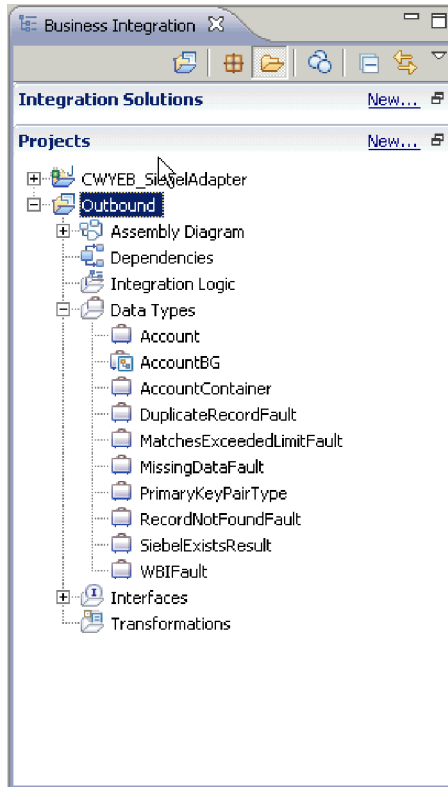 Business Integration
Integration Solutions New...
Projects New...
CWYEB_SiebelAdapter
Outbound
Assembly Diagram
Dependencies
Integration Logic
Data Types
Account
AccountBG
AccountContainer
DuplicateRecordFault
MatchesExceededLimitFault
MissingDataFault
PrimaryKeyPairType
RecordNotFoundFault
SiebelExistsResult
WBIFault
Interfaces
Transformations